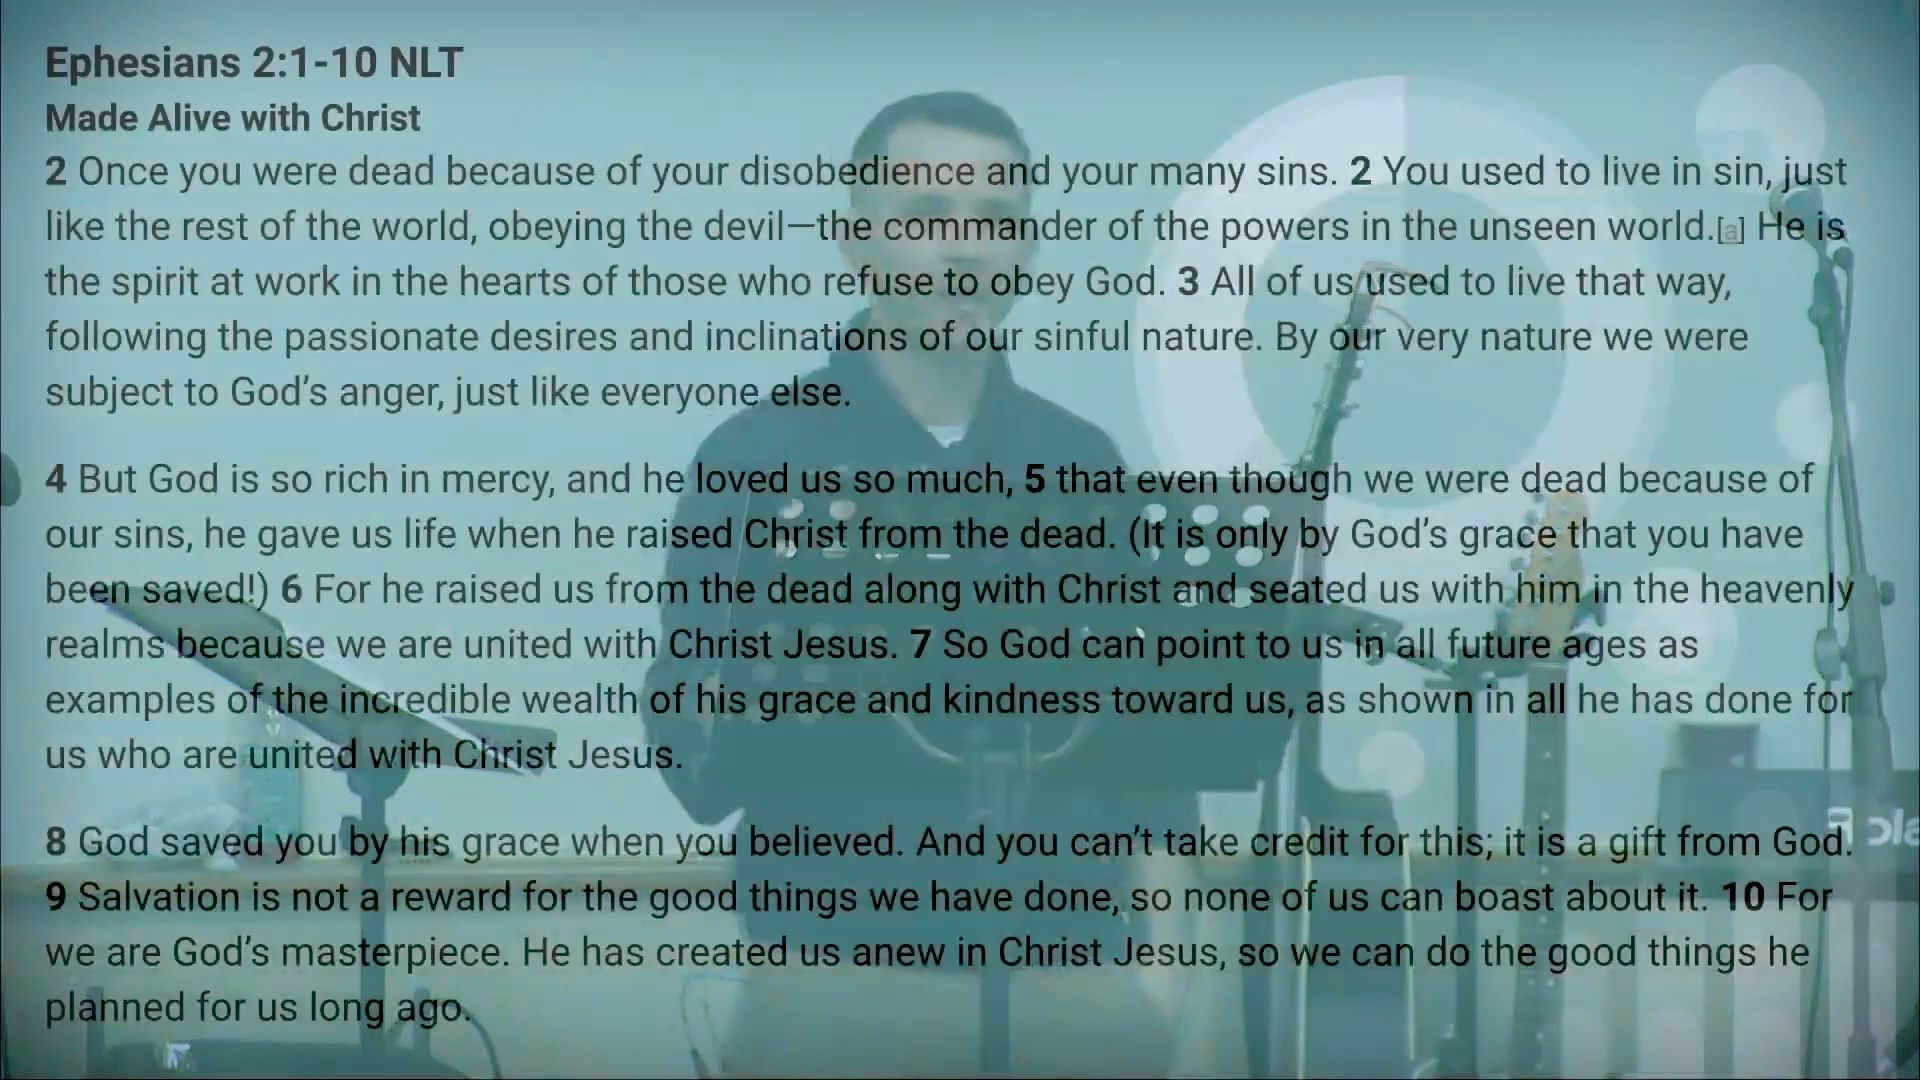 Ephesians 2:1-10 NLT
Made Alive with Christ
2 Once you were dead because of your disobedience and your many sins. 2 You used to live in sin, just
like the rest of the world, obeying the devil—the commander of the powers in the unseen world.[a] He is
the spirit at work in the hearts of those who refuse to obey God. 3 All of us used to live that way,
following the passionate desires and inclinations of our sinful nature. By our very nature we were
subject to God’s anger, just like everyone else.
4 But God is so rich in mercy, and he loved us so much, 5 that even though we were dead because of
our sins, he gave us life when he raised Christ from the dead. (It is only by God’s grace that you have
been saved!) 6 For he raised us from the dead along with Christ and seated us with him in the heavenly
realms because we are united with Christ Jesus. 7 So God can point to us in all future ages as
examples of the incredible wealth of his grace and kindness toward us, as shown in all he has done for
us who are united with Christ Jesus.
8 God saved you by his grace when you believed. And you can’t take credit for this; it is a gift from God.
9 Salvation is not a reward for the good things we have done, so none of us can boast about it. 10 For
we are God’s masterpiece. He has created us anew in Christ Jesus, so we can do the good things he
planned for us long ago.